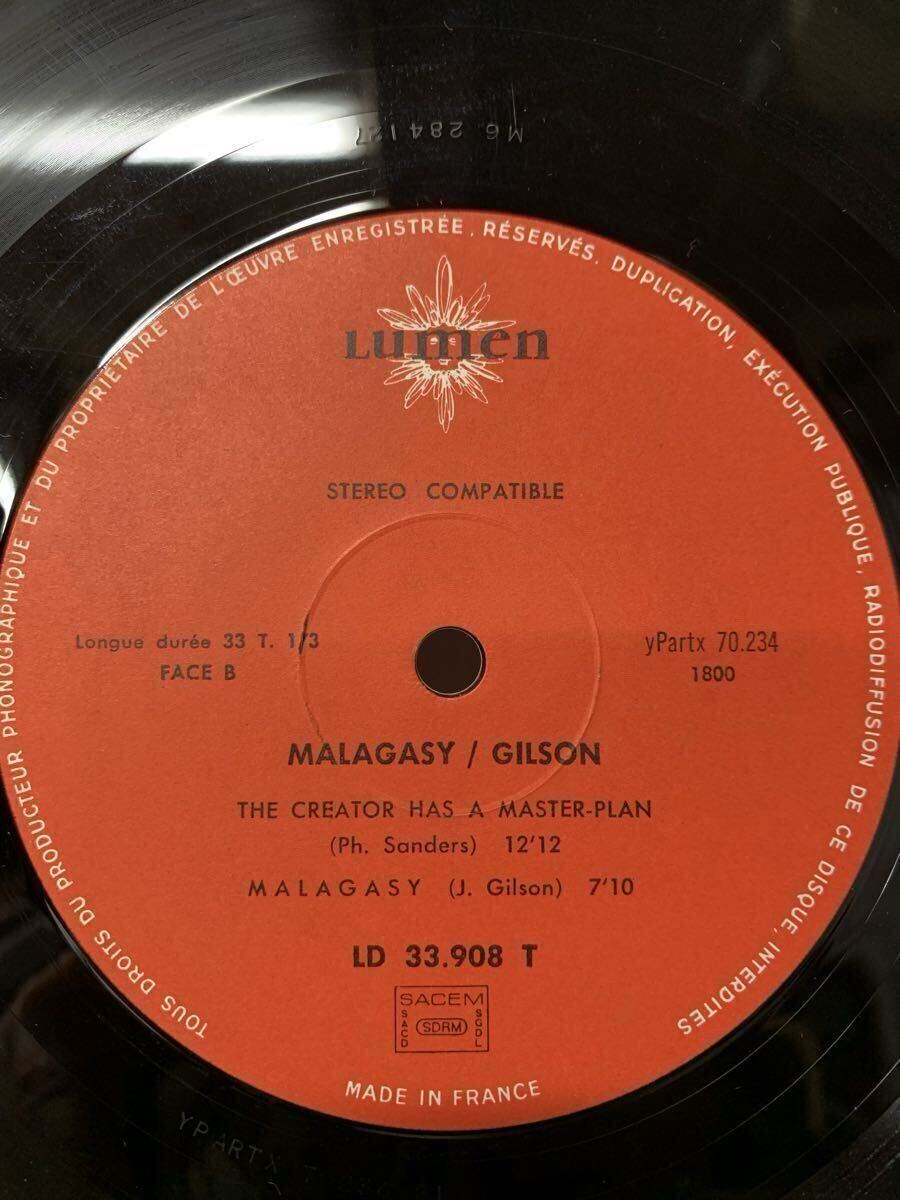 M6 284127
TOUS DROITS DU PRODUCTEUR PHONOGRAPHIQUE ET DU PROPRIÉTAIRE DE L'ŒUVRE ENREGISTRÉE. RÉSERVÉS. DUPLICATION, EXÉCUTION PUBLIQUE, RADIODIFFUSION DE CE DISQUE, INTERDITES
Lumen
STEREO COMPATIBLE
Longue durée 33 T. 1/3
FACE B
yPartx 70.234
1800
MALAGASY / GILSON
THE CREATOR HAS A MASTER-PLAN
(Ph. Sanders) 12'12
MALAGASY (J. Gilson) 7'10
LD 33.908 T
SACEM
SACD
SDRM
SGDL
MADE IN FRANCE
YPARTX